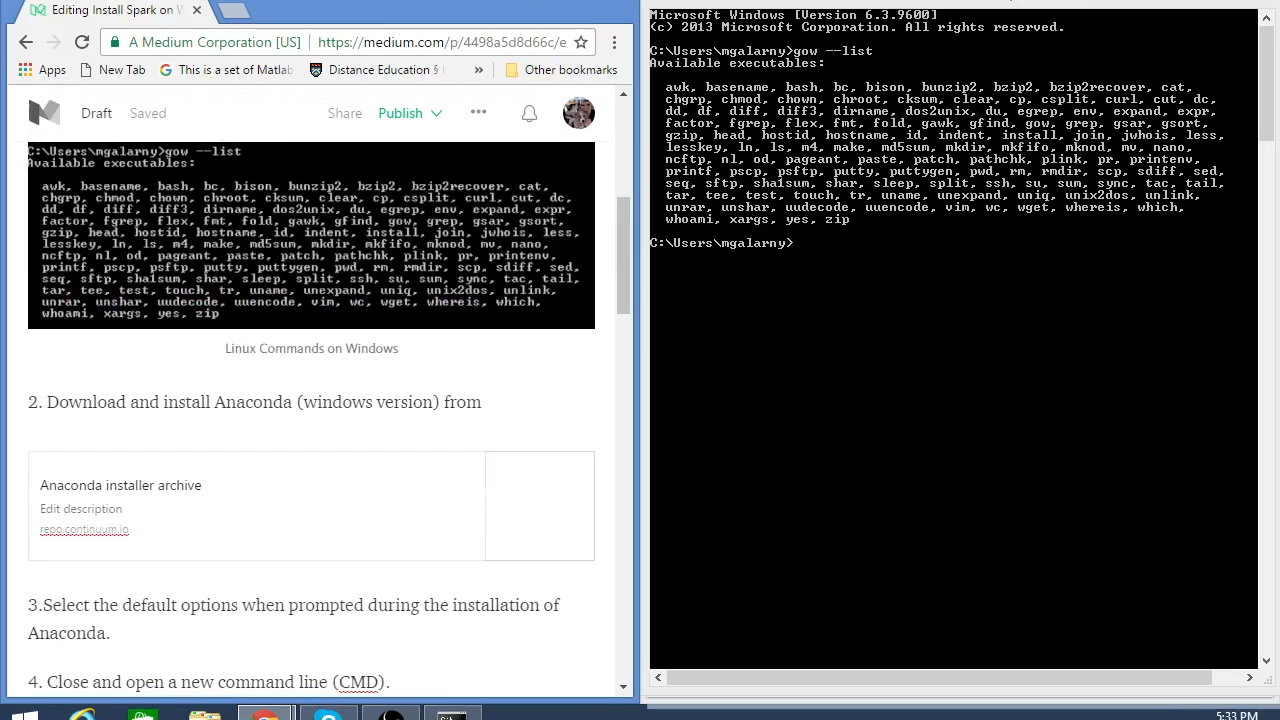 Editing Install Spark on W
A Medium Corporation [US]
https://medium.com/p/4498a5d8d66c/e
Apps
New Tab
This is a set of Matlab
Distance Education §
»
Other bookmarks
Draft
Saved
Share
Publish
C:\Users\mgalarny>gow --list
Available executables:
awk, basename, bash, bc, bison, bunzip2, bzip2, bzip2recover, cat,
chgrp, chmod, chown, chroot, cksum, clear, cp, csplit, curl, cut, dc,
dd, df, diff, diff3, dirname, dos2unix, du, egrep, env, expand, expr,
factor, fgrep, flex, fmt, fold, gawk, gfind, gow, grep, gsar, gsort,
gzip, head, hostid, hostname, id, indent, install, join, jwhois, less,
lesskey, ln, ls, m4, make, md5sum, mkdir, mkfifo, mknod, mv, nano,
ncftp, nl, od, pageant, paste, patch, pathchk, plink, pr, printenv,
printf, pscp, psftp, putty, puttygen, pwd, rm, rmdir, scp, sdiff, sed,
seq, sftp, sha1sum, shar, sleep, split, ssh, su, sum, sync, tac, tail,
tar, tee, test, touch, tr, uname, unexpand, uniq, unix2dos, unlink,
unrar, unshar, uudecode, uuencode, vim, wc, wget, whereis, which,
whoami, xargs, yes, zip
Linux Commands on Windows
2. Download and install Anaconda (windows version) from
Anaconda installer archive
Edit description
repo.continuum.io
3.Select the default options when prompted during the installation of
Anaconda.
4. Close and open a new command line (CMD).
Microsoft Windows [Version 6.3.9600]
(c) 2013 Microsoft Corporation. All rights reserved.
C:\Users\mgalarny>gow --list
Available executables:
awk, basename, bash, bc, bison, bunzip2, bzip2, bzip2recover, cat,
chgrp, chmod, chown, chroot, cksum, clear, cp, csplit, curl, cut, dc,
dd, df, diff, diff3, dirname, dos2unix, du, egrep, env, expand, expr,
factor, fgrep, flex, fmt, fold, gawk, gfind, gow, grep, gsar, gsort,
gzip, head, hostid, hostname, id, indent, install, join, jwhois, less,
lesskey, ln, ls, m4, make, md5sum, mkdir, mkfifo, mknod, mv, nano,
ncftp, nl, od, pageant, paste, patch, pathchk, plink, pr, printenv,
printf, pscp, psftp, putty, puttygen, pwd, rm, rmdir, scp, sdiff, sed,
seq, sftp, sha1sum, shar, sleep, split, ssh, su, sum, sync, tac, tail,
tar, tee, test, touch, tr, uname, unexpand, uniq, unix2dos, unlink,
unrar, unshar, uudecode, uuencode, vim, wc, wget, whereis, which,
whoami, xargs, yes, zip
C:\Users\mgalarny>
5:33 PM